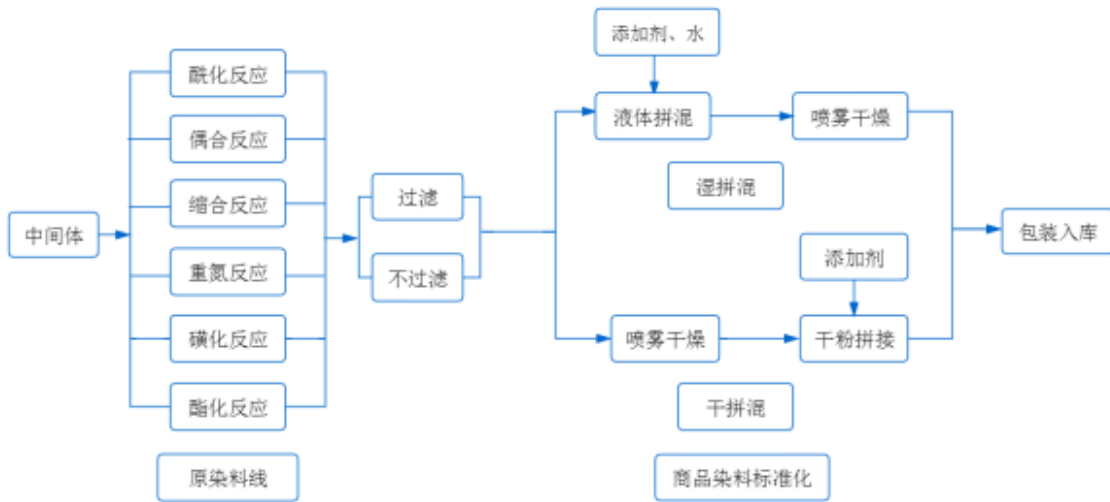 中间体
酰化反应
偶合反应
缩合反应
重氮反应
磺化反应
酯化反应
原染料线
过滤
不过滤
添加剂、水
液体拼混
喷雾干燥
湿拼混
添加剂
喷雾干燥
干粉拼接
干拼混
商品染料标准化
包装入库